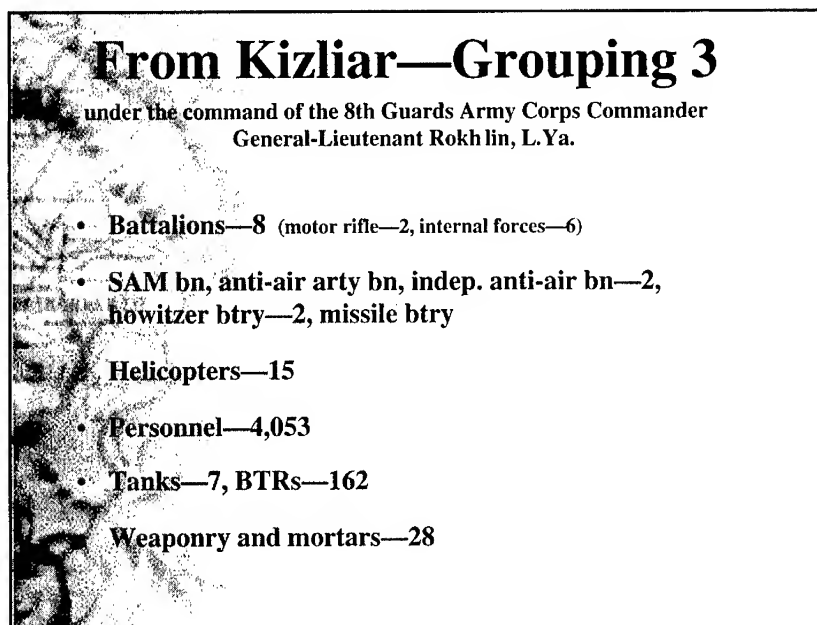 From Kizliar—Grouping 3
under the command of the 8th Guards Army Corps Commander
General-Lieutenant Rokhlin, L.Ya.
• Battalions—8 (motor rifle—2, internal forces—6)
• SAM bn, anti-air arty bn, indep. anti-air bn—2,
howitzer btry—2, missile btry
• Helicopters—15
• Personnel—4,053
• Tanks—7, BTRs—162
• Weaponry and mortars—28